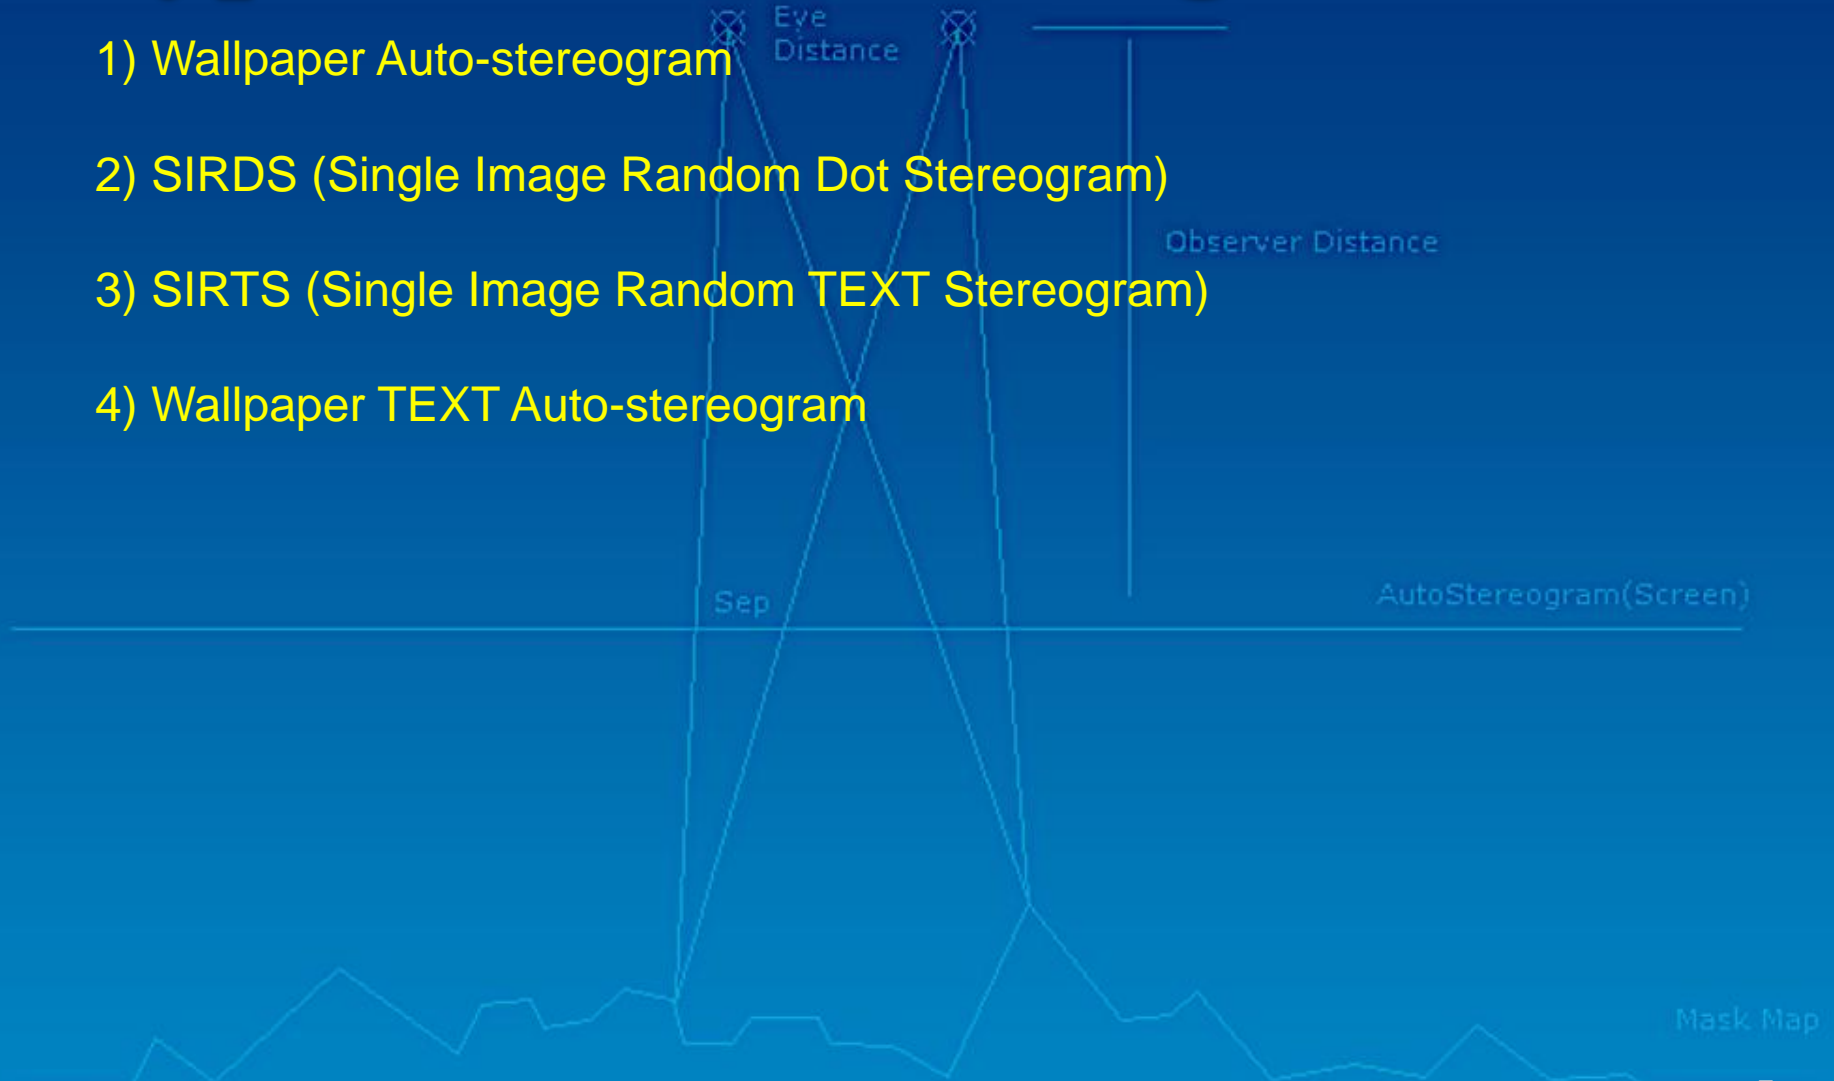 Eye
Distance
1) Wallpaper Auto-stereogram
2) SIRDS (Single Image Random Dot Stereogram)
Observer Distance
3) SIRTS (Single Image Random TEXT Stereogram)
4) Wallpaper TEXT Auto-stereogram
Sep
AutoStereogram(Screen)
Mask Map